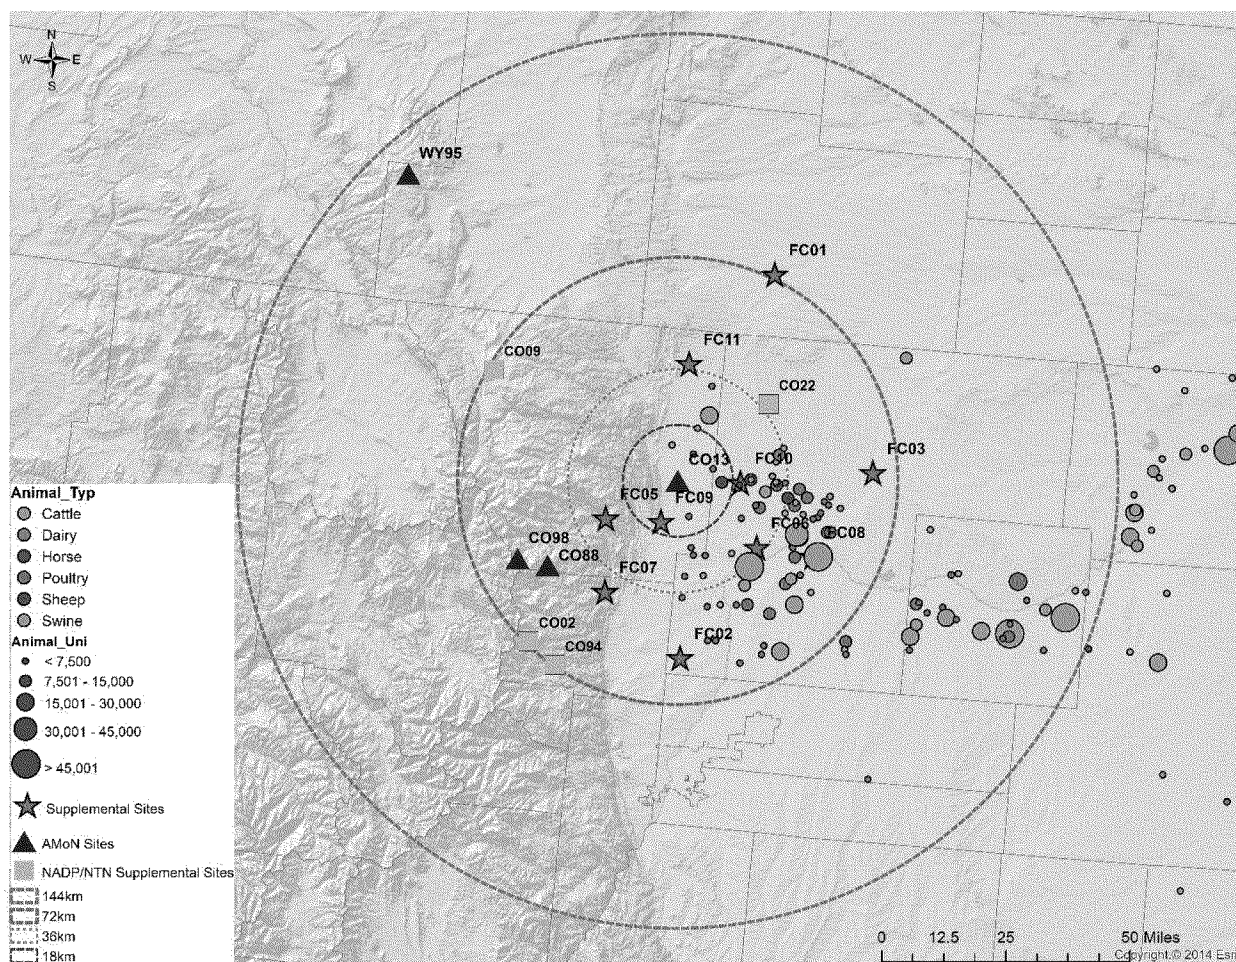 N
W E
S
WY95
FC01
FC11
CO09
CO22
FC03
CO13 FC10
FC05 FC09
CO98
CO88
FC06 FC08
FC07
CO02
CO94
FC02
Animal_Typ
Cattle
Dairy
Horse
Poultry
Sheep
Swine
Animal_Uni
< 7,500
7,501 - 15,000
15,001 - 30,000
30,001 - 45,000
> 45,001
Supplemental Sites
AMoN Sites
NADP/NTN Supplemental Sites
144km
72km
36km
18km
0 12.5 25 50 Miles
Copyright:© 2014 Esri